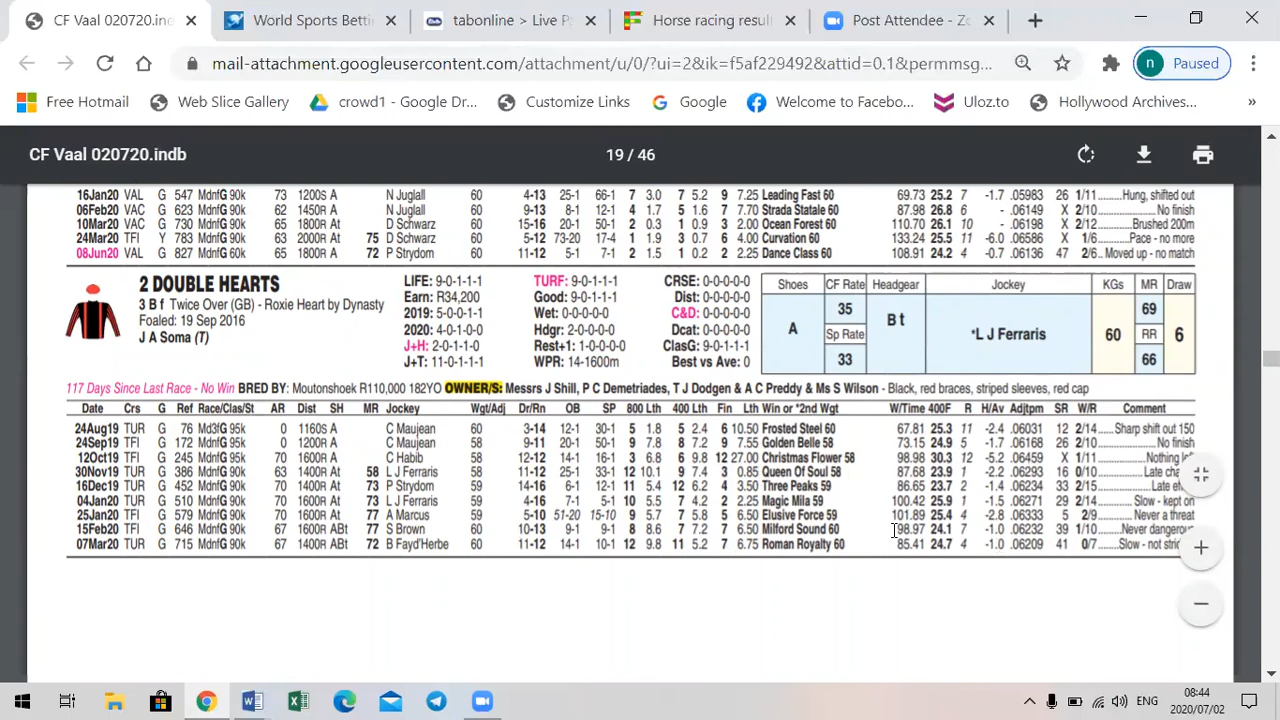 CF Vaal 020720.ind
World Sports Bett
tabonline > Live P
Horse racing resul
Post Attendee - Zo
mail-attachment.googleusercontent.com/attachment/u/0/?ui=2&ik=f5af229492&attid=0.1&permmsg...
n Paused
Free Hotmail
Web Slice Gallery
crowd1 - Google Dr...
Customize Links
Google
Welcome to Facebo...
Uloz.to
Hollywood Archives...
»
CF Vaal 020720.indb
19 / 46
16Jan20 VAL G 547 MdnfG 90k 73 1200S A N Juglall 60 4-13 25-1 66-1 7 3.0 7 5.2 9 7.25 Leading Fast 60 69.73 25.2 7 -1.7 .05983 26 1/11 ......Hung, shifted out
06Feb20 VAC G 623 MdnfG 90k 62 1450R A N Juglall 60 9-13 8-1 12-1 4 1.7 5 1.6 7 7.70 Strada Statale 60 87.98 26.8 6 - .06149 X 2/10 ......No finish
10Mar20 VAC G 730 MdnfG 90k 65 1800R At D Schwarz 60 15-16 20-1 50-1 2 0.3 1 0.9 3 2.00 Ocean Forest 60 110.70 26.1 10 - .06198 X 2/12 ......Brushed 200m
24Mar20 TFI Y 783 MdnfG 90k 63 2000R At 75 D Schwarz 60 5-12 73-20 17-4 1 1.9 3 0.7 6 4.00 Curvation 60 133.24 25.5 11 -6.0 .06586 X 1/6 ......Pace - no more
08Jun20 VAL G 827 MdnfG 90k 65 1800R At 72 P Strydom 60 11-12 5-1 7-1 2 1.5 1 0.2 2 2.25 Dance Class 60 108.91 24.2 4 -0.7 .06136 47 2/6 ..Moved up - no match
2 DOUBLE HEARTS
3 B f Twice Over (GB) - Roxie Heart by Dynasty
Foaled: 19 Sep 2016
J A Soma (T)
LIFE: 9-0-1-1-1 TURF: 9-0-1-1-1 CRSE: 0-0-0-0-0
Earn: R34,200 Good: 9-0-1-1-1 Dist: 0-0-0-0-0
2019: 5-0-0-1-1 Wet: 0-0-0-0-0 C&D: 0-0-0-0-0
2020: 4-0-1-0-0 Hdgr: 2-0-0-0-0 Dcat: 0-0-0-0-0
J+H: 2-0-1-1-0 Rest+1: 1-0-0-0-0 ClasG: 9-0-1-1-1
J+T: 11-0-1-1-1 WPR: 14-1600m Best vs Ave: 0
Shoes CF Rate Headgear Jockey KGs MR Draw
A 35 B t *L J Ferraris 60 69 6
Sp Rate RR
33 66
117 Days Since Last Race - No Win BRED BY: Moutonshoek R110,000 182YO OWNER/S: Messrs J Shill, P C Demetriades, T J Dodgen & A C Preddy & Ms S Wilson - Black, red braces, striped sleeves, red cap
Date Crs G Ref Race/Clas/St AR Dist SH MR Jockey Wgt/Adj Dr/Rn OB SP 800 Lth 400 Lth Fin Lth Win or *2nd Wgt W/Time 400F R H/Av Adjtpm SR W/R Comment
24Aug19 TUR G 76 Md3fG 95k 0 1160S A C Maujean 60 3-14 12-1 30-1 5 1.8 5 2.4 6 10.50 Frosted Steel 60 67.81 25.3 11 -2.4 .06031 12 2/14 ....Sharp shift out 150
24Sep19 TFI G 172 MdnfG 95k 0 1200R A C Maujean 58 9-11 20-1 50-1 9 7.8 8 7.2 9 7.55 Golden Belle 58 73.15 24.9 5 -1.7 .06168 26 2/10 ......No finish
12Oct19 TFI G 245 MdnfG 95k 70 1600R A C Habib 58 12-12 14-1 16-1 3 6.8 6 9.8 12 27.00 Christmas Flower 58 98.98 30.3 12 -5.2 .06459 X 1/11 ......Nothing
30Nov19 TUR G 386 MdnfG 95k 63 1400R At 58 L J Ferraris 58 11-12 25-1 33-1 12 10.1 9 7.4 3 0.85 Queen Of Soul 58 87.68 23.9 1 -2.2 .06293 16 0/10 ......Late
16Dec19 TUR G 452 MdnfG 95k 70 1400R At 73 P Strydom 59 4-15 6-1 12-1 11 5.4 12 6.2 4 3.50 Three Peaks 59 86.65 23.7 2 -1.4 .06234 33 2/15 ......Late
04Jan20 TUR G 510 MdnfG 95k 70 1600R At 73 L J Ferraris 59 4-16 7-1 5-1 10 5.5 7 4.2 2 2.25 Magic Mila 59 100.42 25.9 1 -1.5 .06271 29 2/14 ......Slow - kept
25Jan20 TFI G 579 MdnfG 95k 70 1600R At 77 A Marcus 59 5-10 51-20 15-10 9 5.7 5 5.8 5 6.50 Elusive Force 59 101.89 25.4 4 -2.8 .06333 5 2/9 ......Never a threat
15Feb20 TFI G 646 MdnfG 95k 67 1600R ABt 77 S Brown 60 10-13 9-1 9-1 8 8.6 7 7.2 7 6.50 Milford Sound 60 98.97 24.1 7 -1.0 .06232 39 1/10 ......Never
07Mar20 TUR G 715 MdnfG 95k 67 1400R ABt 72 B Fayd'Herbe 60 11-12 14-1 10-1 12 9.8 11 5.2 7 6.75 Roman Royalty 60 85.41 24.7 4 -1.0 .06209 41 0/7 ......Slow - not
ENG
08:44
2020/07/02